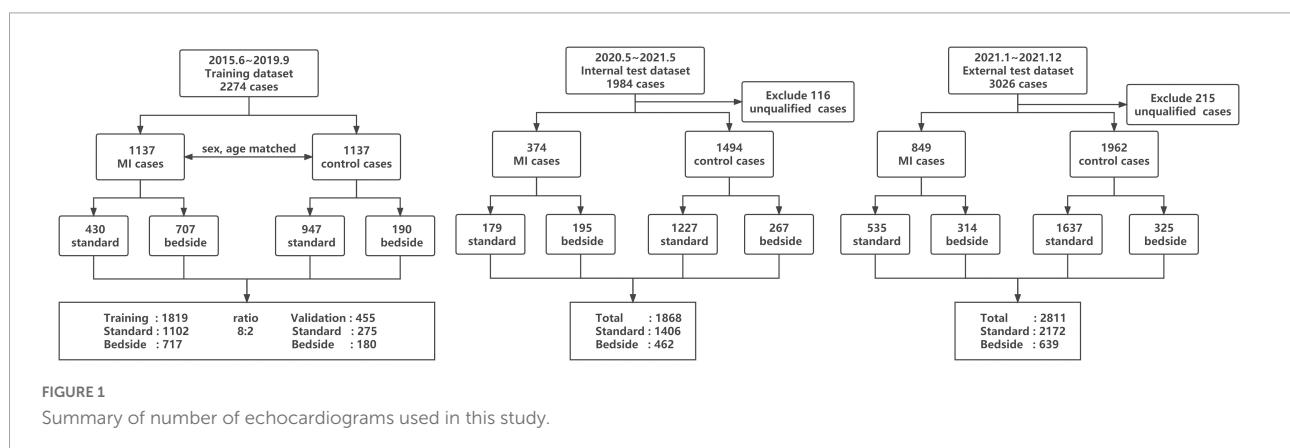 2015.6~2019.9
Training dataset
2274 cases
1137
MI cases
sex, age matched
1137
control cases
430
standard
707
bedside
947
standard
190
bedside
Training : 1819 ratio Validation : 455
Standard : 1102 8:2 Standard : 275
Bedside : 717 Bedside : 180
2020.5~2021.5
Internal test dataset
1984 cases
Exclude 116
unqualified cases
374
MI cases
1494
control cases
179
standard
195
bedside
1227
standard
267
bedside
Total : 1868
Standard : 1406
Bedside : 462
2021.1~2021.12
External test dataset
3026 cases
Exclude 215
unqualified cases
849
MI cases
1962
control cases
535
standard
314
bedside
1637
standard
325
bedside
Total : 2811
Standard : 2172
Bedside : 639
FIGURE 1
Summary of number of echocardiograms used in this study.